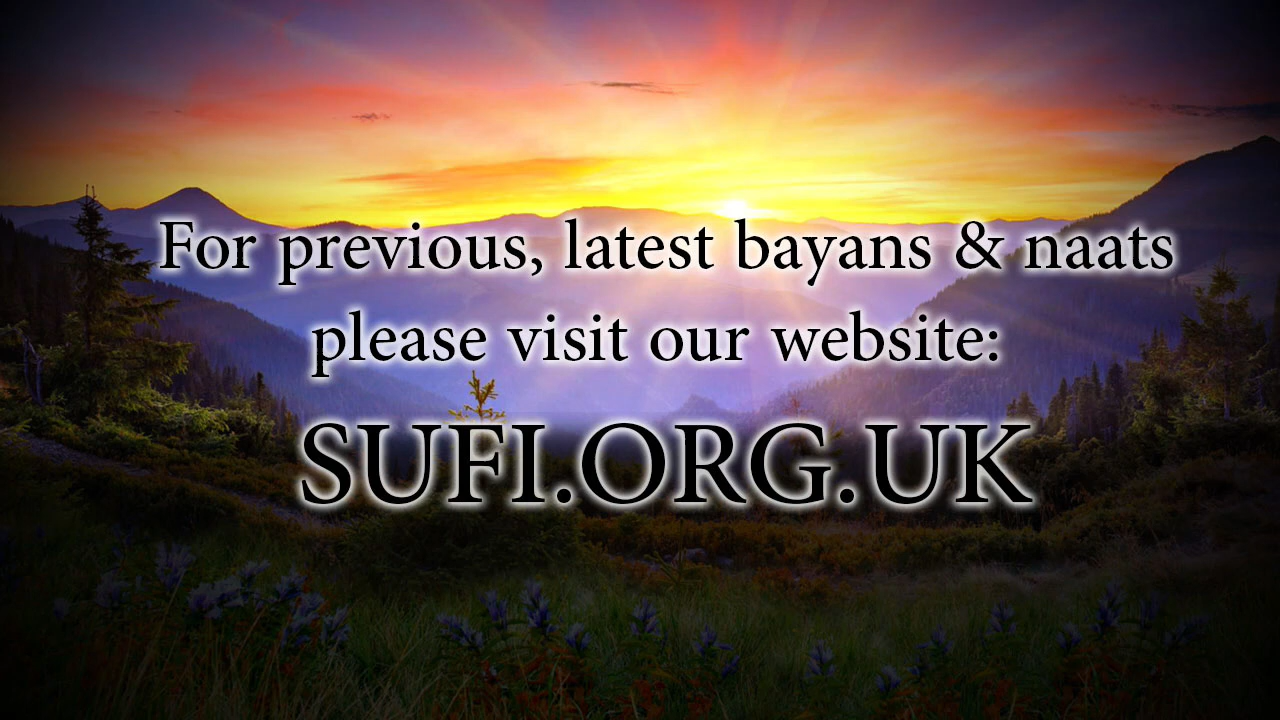 For previous, latest bayans & naats
please visit our website:
SUFI.ORG.UK